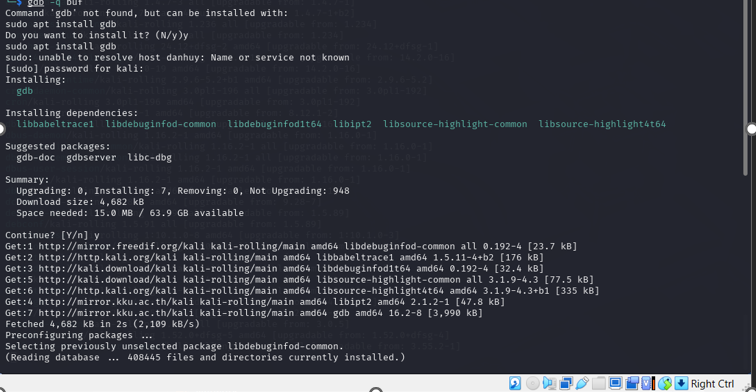 gdb -q buf
Command 'gdb' not found, but can be installed with:
sudo apt install gdb
Do you want to install it? (N/y)y
sudo apt install gdb
sudo: unable to resolve host danhuy: Name or service not known
[sudo] password for kali:
Installing:
gdb
Installing dependencies:
libbabeltrace1 libdebuginfod-common libdebuginfod1t64 libipt2 libsource-highlight-common libsource-highlight4t64
Suggested packages:
gdb-doc gdbserver libc-dbg
Summary:
Upgrading: 0, Installing: 7, Removing: 0, Not Upgrading: 948
Download size: 4,682 kB
Space needed: 15.0 MB / 63.9 GB available
Continue? [Y/n] y
Get:1 http://mirror.freedif.org/kali kali-rolling/main amd64 libdebuginfod-common all 0.192-4 [23.7 kB]
Get:2 http://http.kali.org/kali kali-rolling/main amd64 libbabeltrace1 amd64 1.5.11-4+b2 [176 kB]
Get:3 http://kali.download/kali kali-rolling/main amd64 libdebuginfod1t64 amd64 0.192-4 [32.4 kB]
Get:5 http://kali.download/kali kali-rolling/main amd64 libsource-highlight-common all 3.1.9-4.3 [77.5 kB]
Get:6 http://http.kali.org/kali kali-rolling/main amd64 libsource-highlight4t64 amd64 3.1.9-4.3+b1 [335 kB]
Get:4 http://mirror.kku.ac.th/kali kali-rolling/main amd64 libipt2 amd64 2.1.2-1 [47.8 kB]
Get:7 http://mirror.kku.ac.th/kali kali-rolling/main amd64 gdb amd64 16.2-8 [3,990 kB]
Fetched 4,682 kB in 2s (2,109 kB/s)
Preconfiguring packages ...
Selecting previously unselected package libdebuginfod-common.
(Reading database ... 408445 files and directories currently installed.)
Right Ctrl